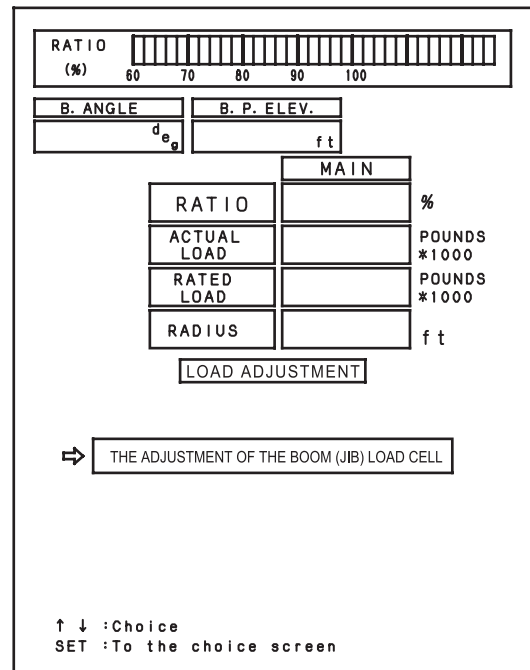 RATIO
(%)
60 70 80 90 100
B. ANGLE B. P. ELEV.
deg ft
MAIN
RATIO %
ACTUAL LOAD POUNDS *1000
RATED LOAD POUNDS *1000
RADIUS ft
LOAD ADJUSTMENT
⇨ THE ADJUSTMENT OF THE BOOM (JIB) LOAD CELL
↑ ↓ :Choice
SET :To the choice screen